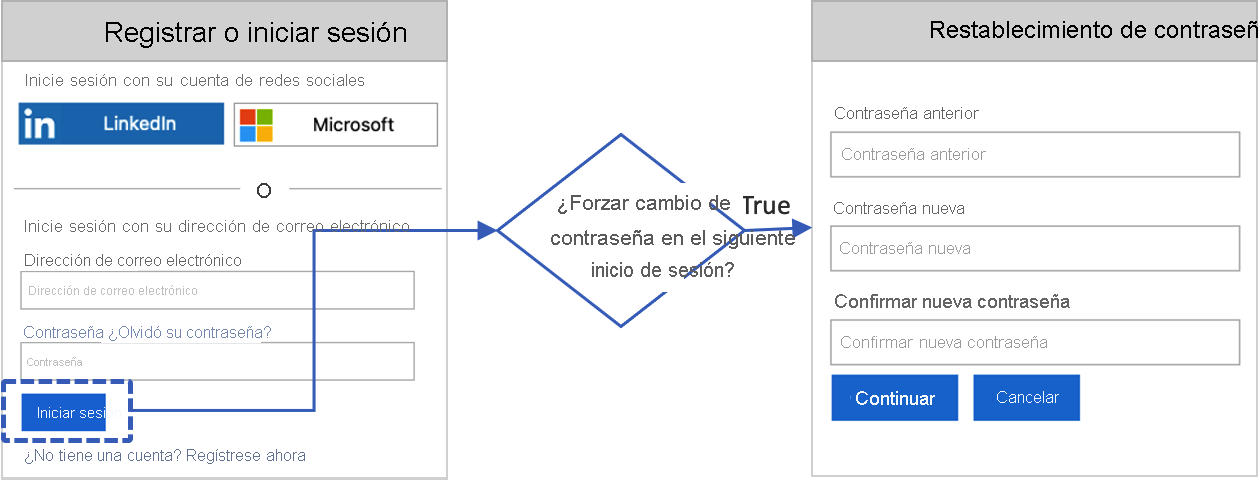 Registrar o iniciar sesión
Inicie sesión con su cuenta de redes sociales
in LinkedIn
Microsoft
O
Inicie sesión con su dirección de correo electrónico
Dirección de correo electrónico
Dirección de correo electrónico
Contraseña ¿Olvidó su contraseña?
Contraseña
Iniciar sesión
¿No tiene una cuenta? Regístrese ahora
¿Forzar cambio de
contraseña en el siguiente
inicio de sesión?
True
Restablecimiento de contraseñ
Contraseña anterior
Contraseña anterior
Contraseña nueva
Contraseña nueva
Confirmar nueva contraseña
Confirmar nueva contraseña
Continuar
Cancelar